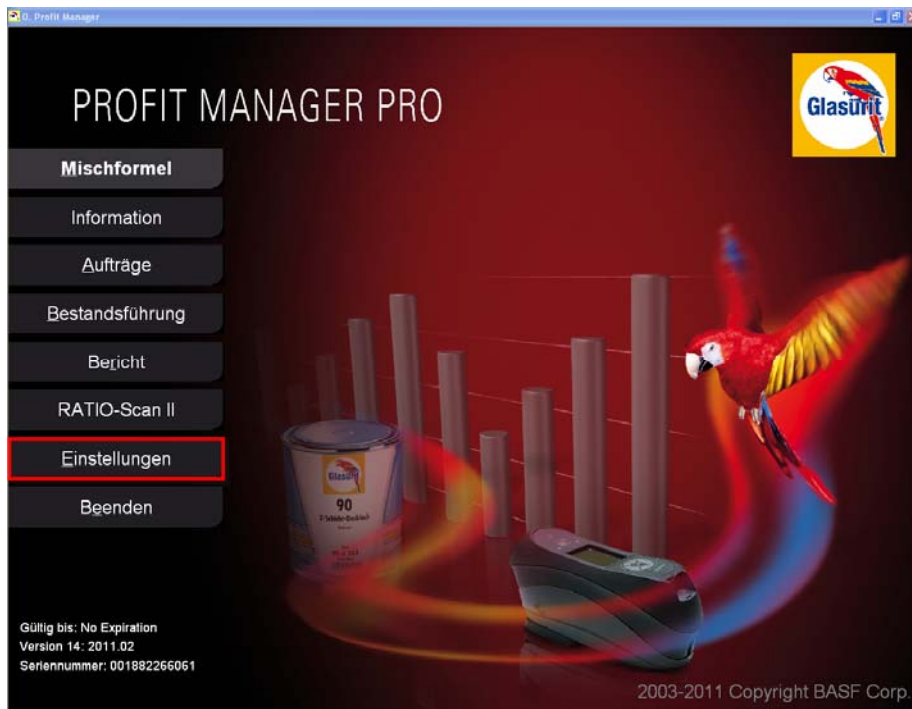 0. Profit Manager
PROFIT MANAGER PRO
Glasurit
Mischformel
Information
Aufträge
Bestandsführung
Bericht
RATIO-Scan II
Einstellungen
Beenden
Glasurit
90
Gültig bis: No Expiration
Version 14: 2011.02
Seriennummer: 001882266061
2003-2011 Copyright BASF Corp.